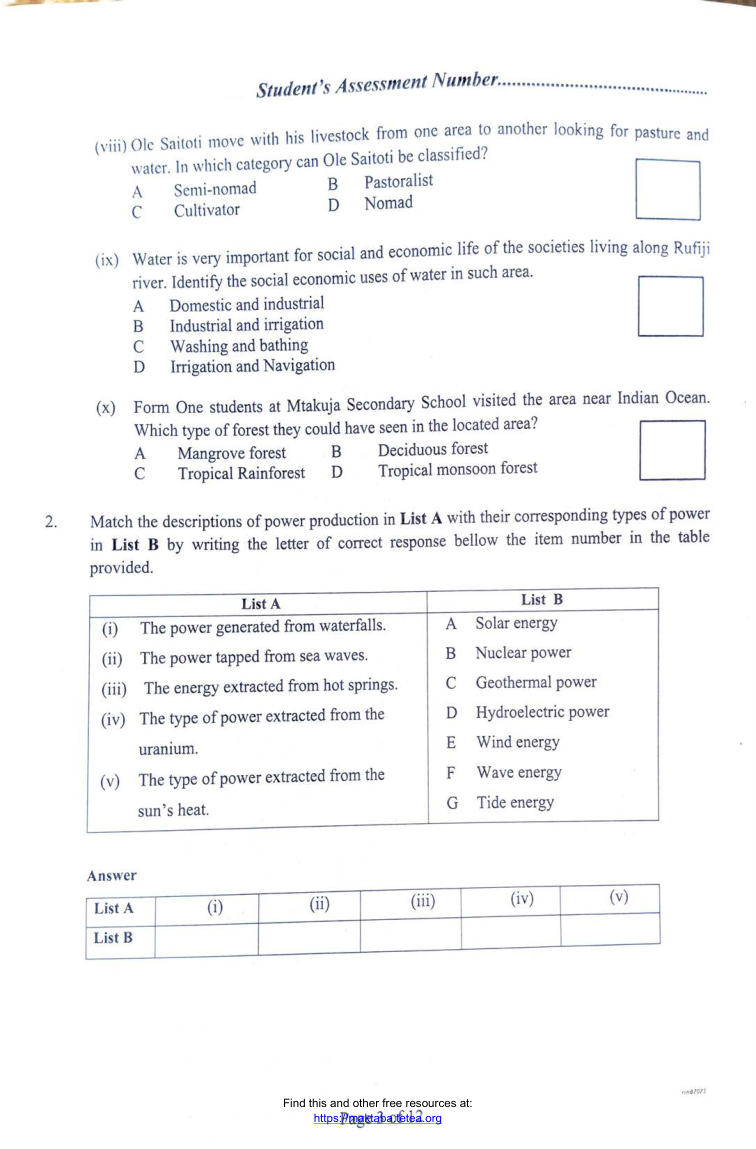 Student's Assessment Number..............................................
(viii) Ole Saitoti move with his livestock from one area to another looking for pasture and
water. In which category can Ole Saitoti be classified?
A Semi-nomad B Pastoralist
C Cultivator D Nomad
(ix) Water is very important for social and economic life of the societies living along Rufiji
river. Identify the social economic uses of water in such area.
A Domestic and industrial
B Industrial and irrigation
C Washing and bathing
D Irrigation and Navigation
(x) Form One students at Mtakuja Secondary School visited the area near Indian Ocean.
Which type of forest they could have seen in the located area?
A Mangrove forest B Deciduous forest
C Tropical Rainforest D Tropical monsoon forest
2. Match the descriptions of power production in List A with their corresponding types of power
in List B by writing the letter of correct response bellow the item number in the table
provided.
List A List B
(i) The power generated from waterfalls. A Solar energy
(ii) The power tapped from sea waves. B Nuclear power
(iii) The energy extracted from hot springs. C Geothermal power
(iv) The type of power extracted from the D Hydroelectric power
uranium. E Wind energy
(v) The type of power extracted from the F Wave energy
sun's heat. G Tide energy
Answer
List A (i) (ii) (iii) (iv) (v)
List B
Find this and other free resources at:
https://maktaba.tetea.org
Page 3 of 12